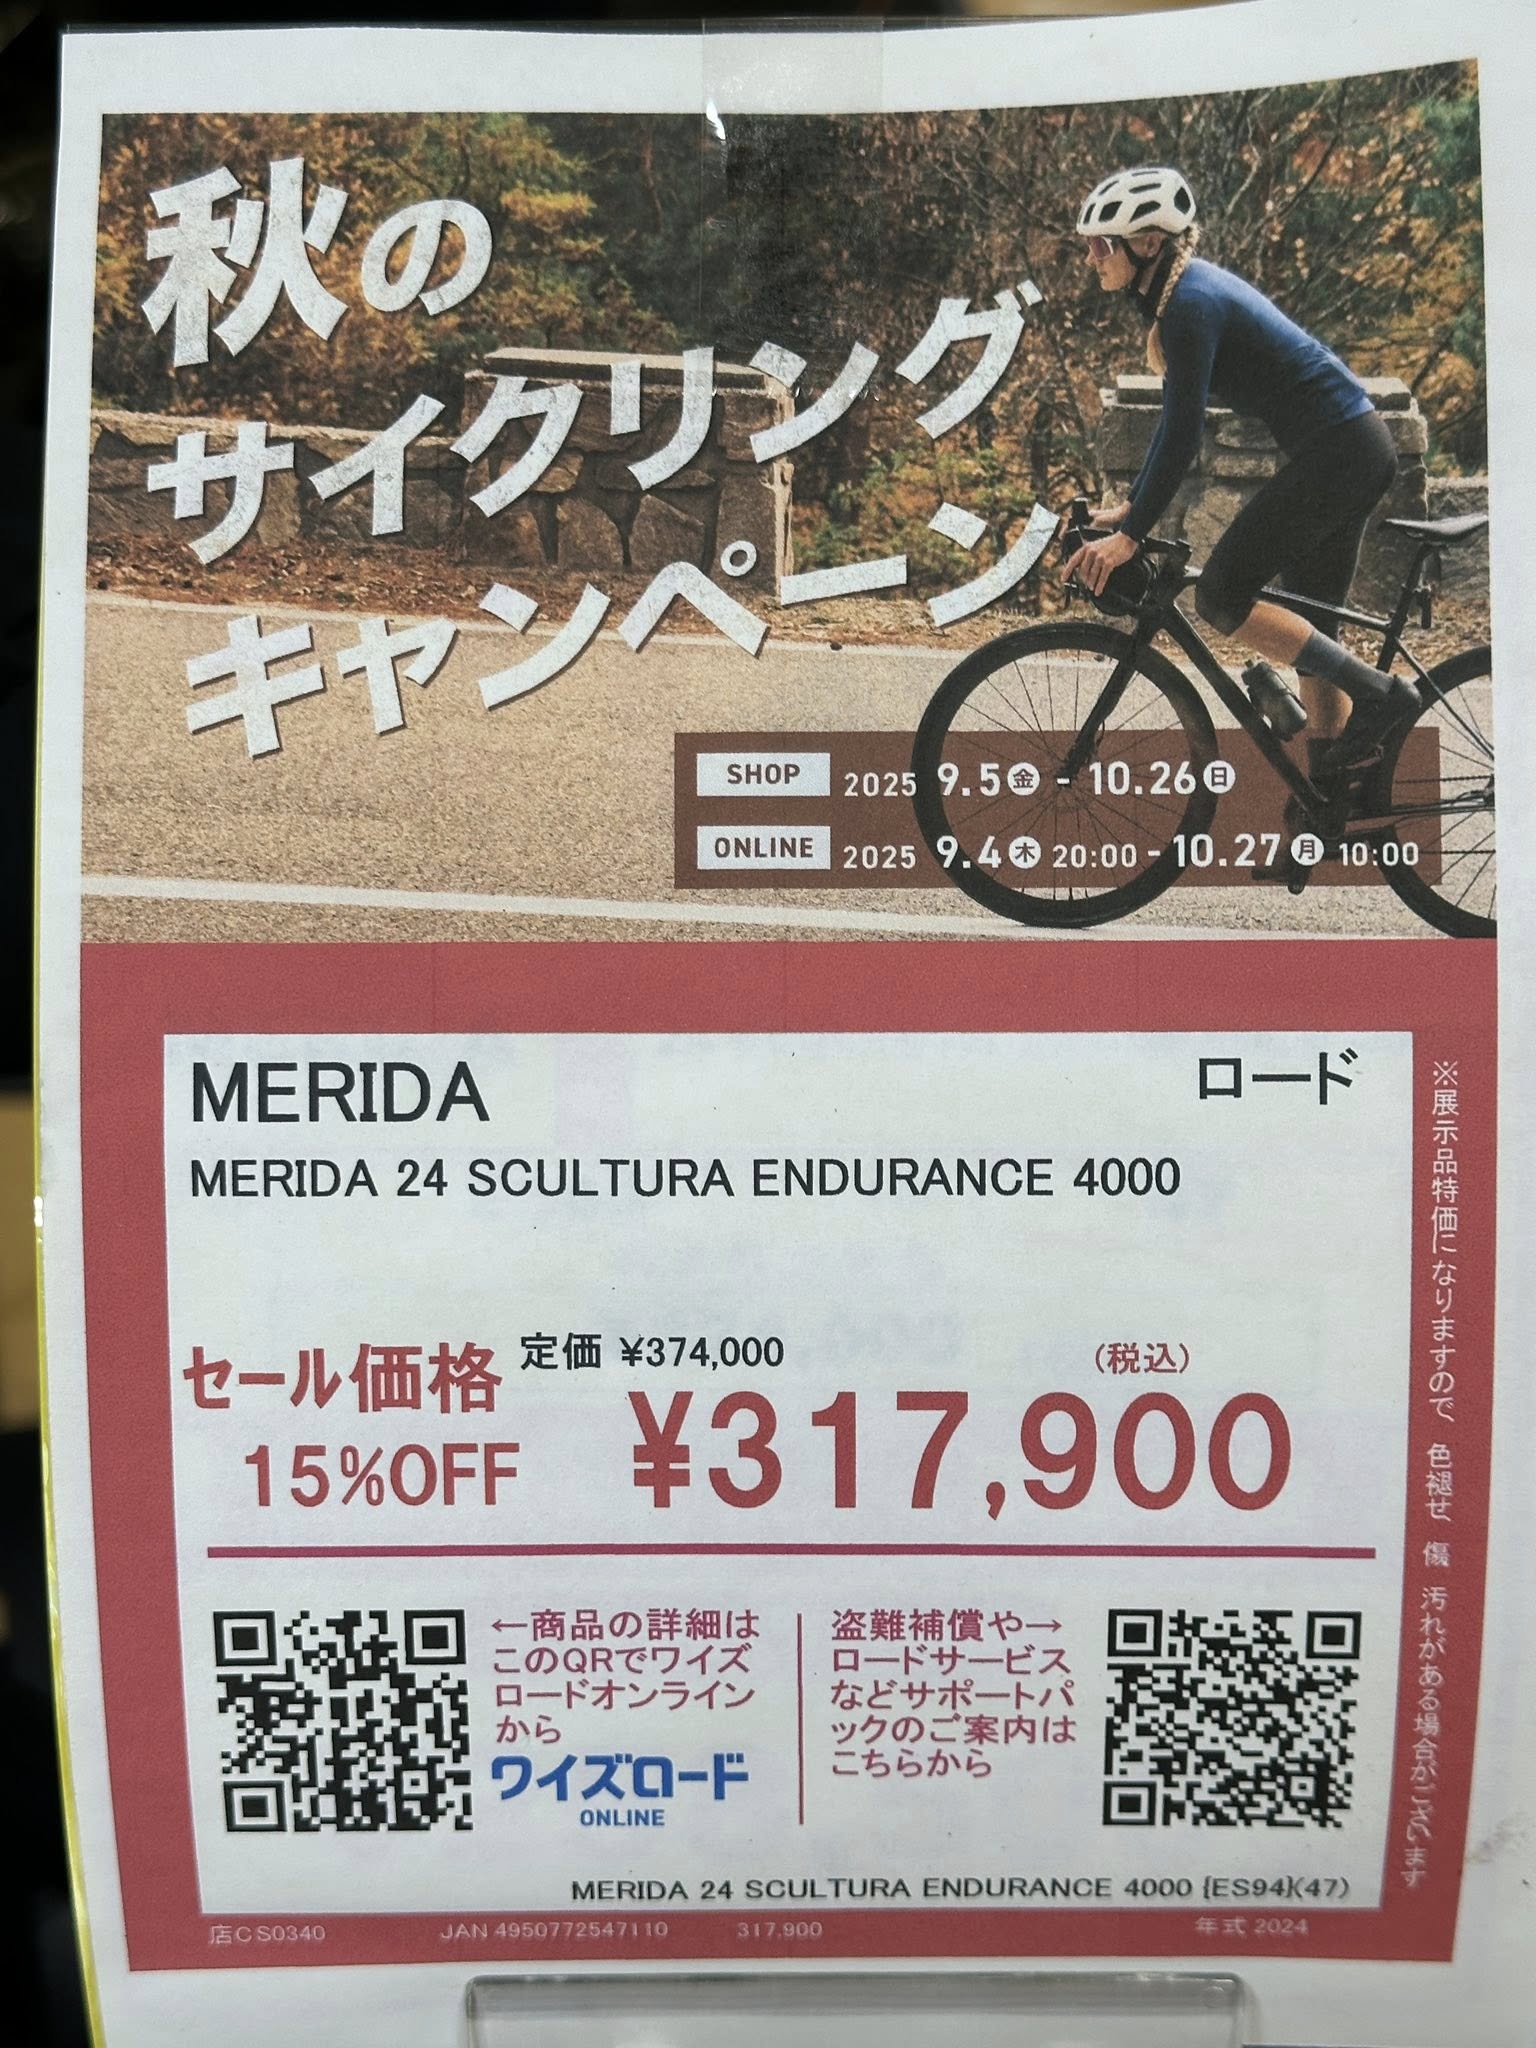 秋の
サイクリング
キャンペーン
SHOP 2025 9.5金 - 10.26日
ONLINE 2025 9.4木 20:00 - 10.27月 10:00
MERIDA ロード
MERIDA 24 SCULTURA ENDURANCE 4000
セール価格 定価 ¥374,000 (税込)
15%OFF ¥317,900
←商品の詳細は
このQRでワイズ
ロードオンライン
から
ワイズロード
ONLINE
盗難補償や→
ロードサービス
などサポートパ
ックのご案内は
こちらから
MERIDA 24 SCULTURA ENDURANCE 4000 {ES94}(47)
店CS0340 JAN 4950772547110 317,900 年式 2024
※展示品特価になりますので、色褪せ、傷 汚れがある場合がございます